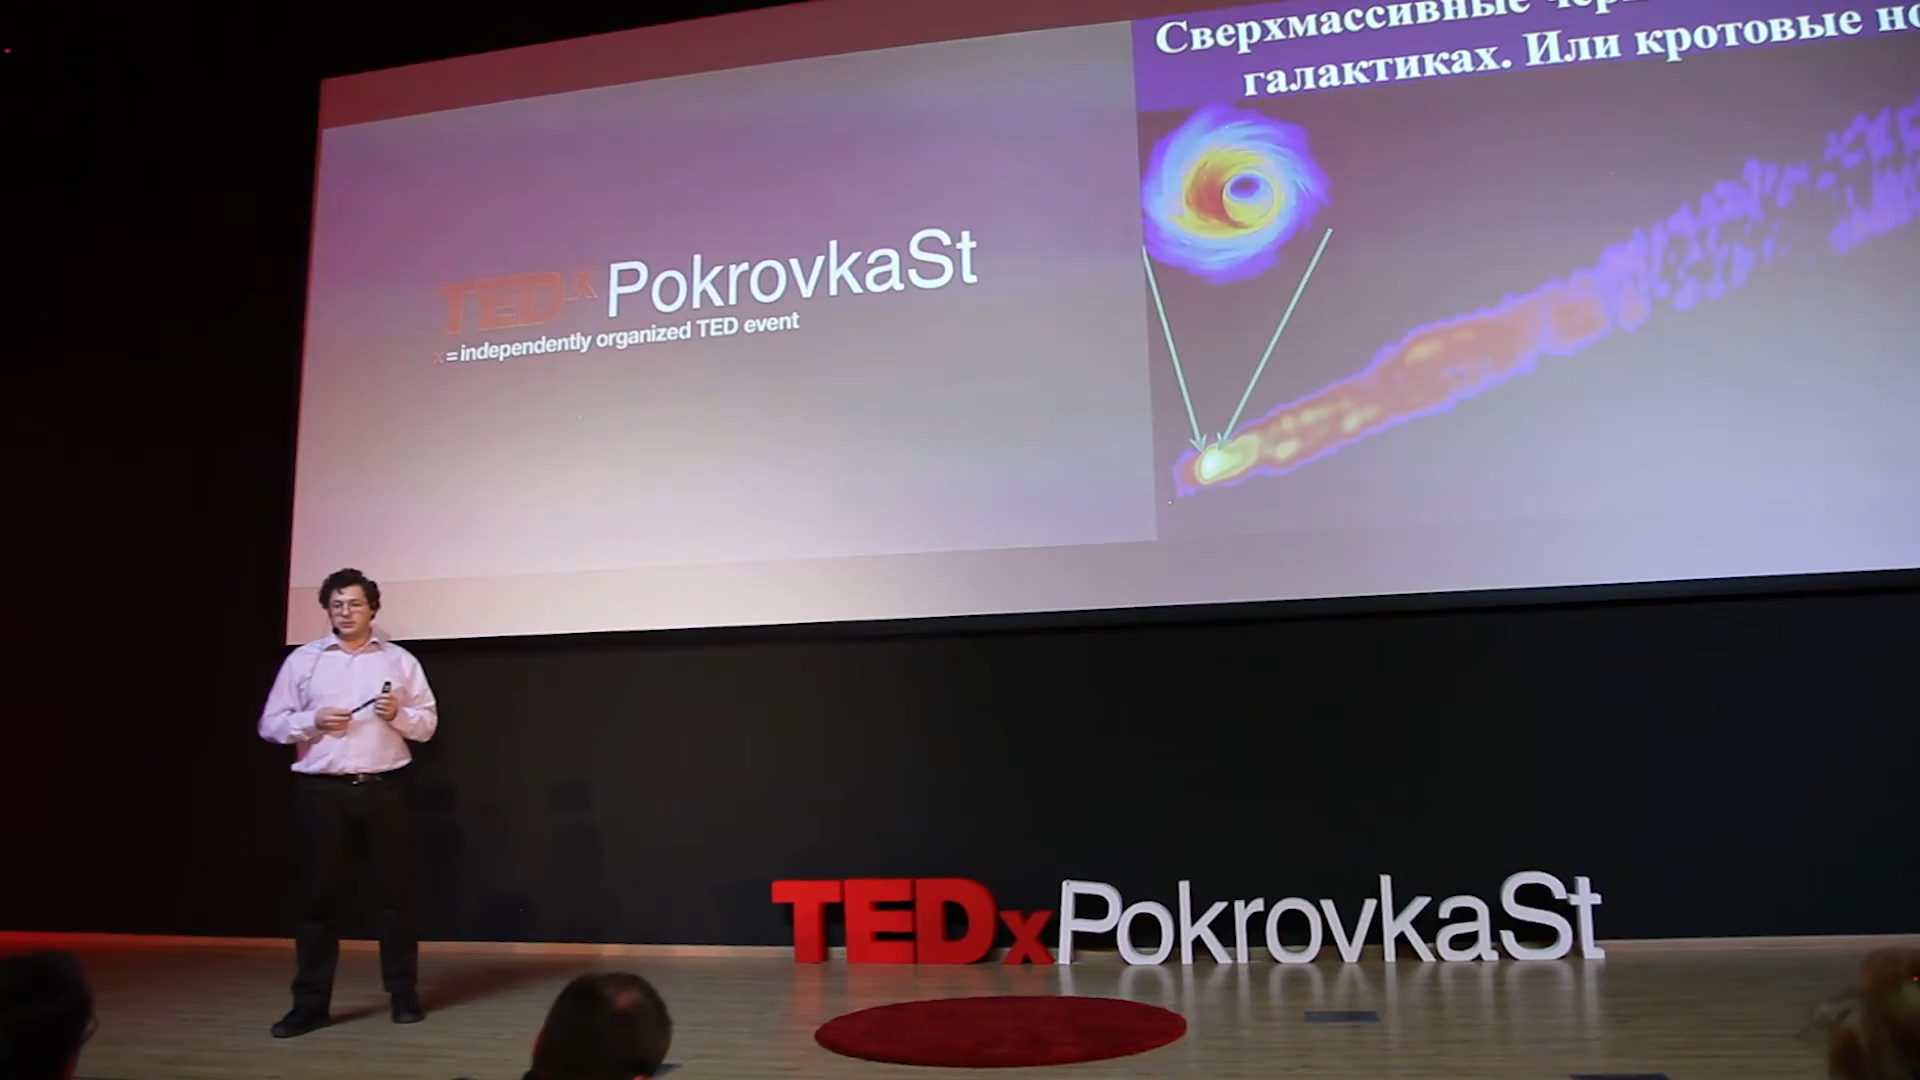 Сверхмассивные
галактиках. Или кротовые
TEDx PokrovkaSt
x = independently organized TED event
TEDxPokrovkaSt